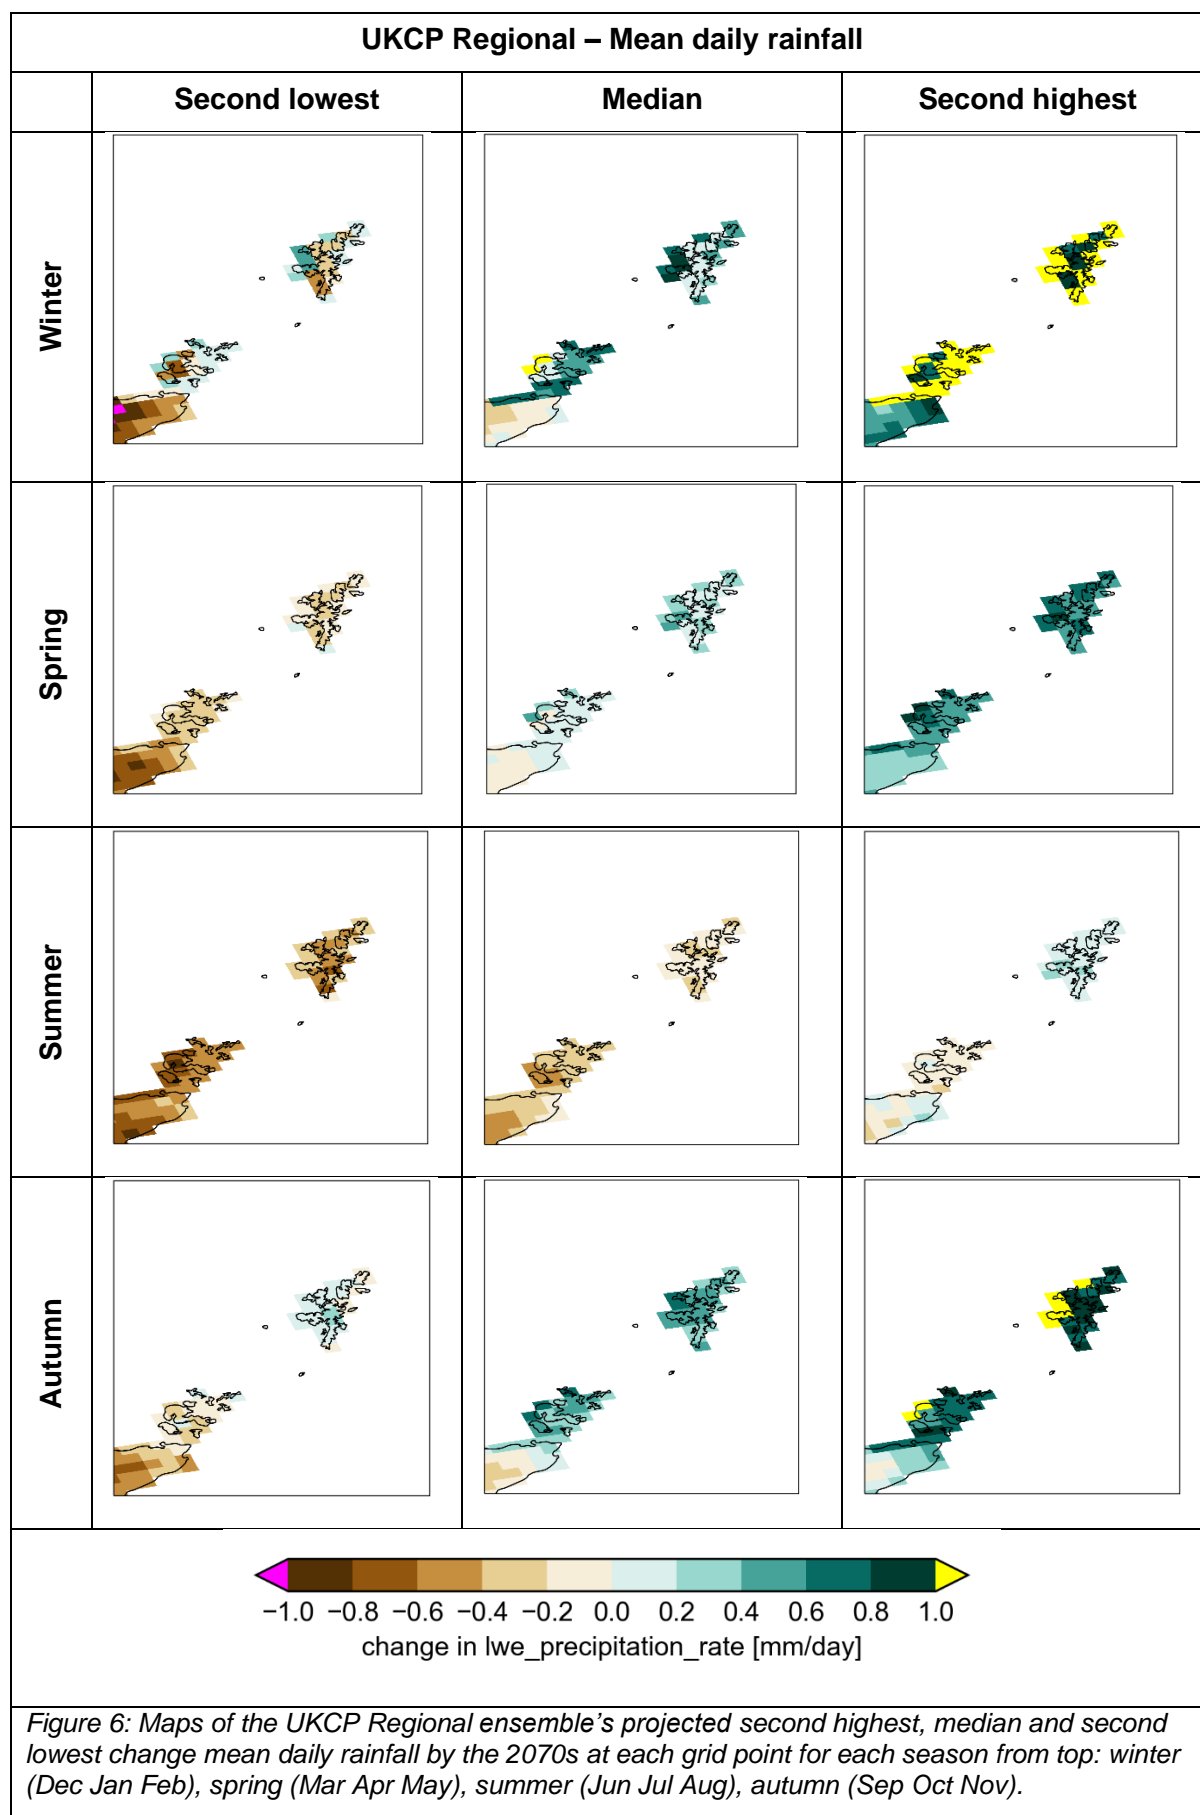 UKCP Regional – Mean daily rainfall
Second lowest
Median
Second highest
Winter
Spring
Summer
Autumn
−1.0 −0.8 −0.6 −0.4 −0.2 0.0 0.2 0.4 0.6 0.8 1.0
change in lwe_precipitation_rate [mm/day]
Figure 6: Maps of the UKCP Regional ensemble's projected second highest, median and second
lowest change mean daily rainfall by the 2070s at each grid point for each season from top: winter
(Dec Jan Feb), spring (Mar Apr May), summer (Jun Jul Aug), autumn (Sep Oct Nov).